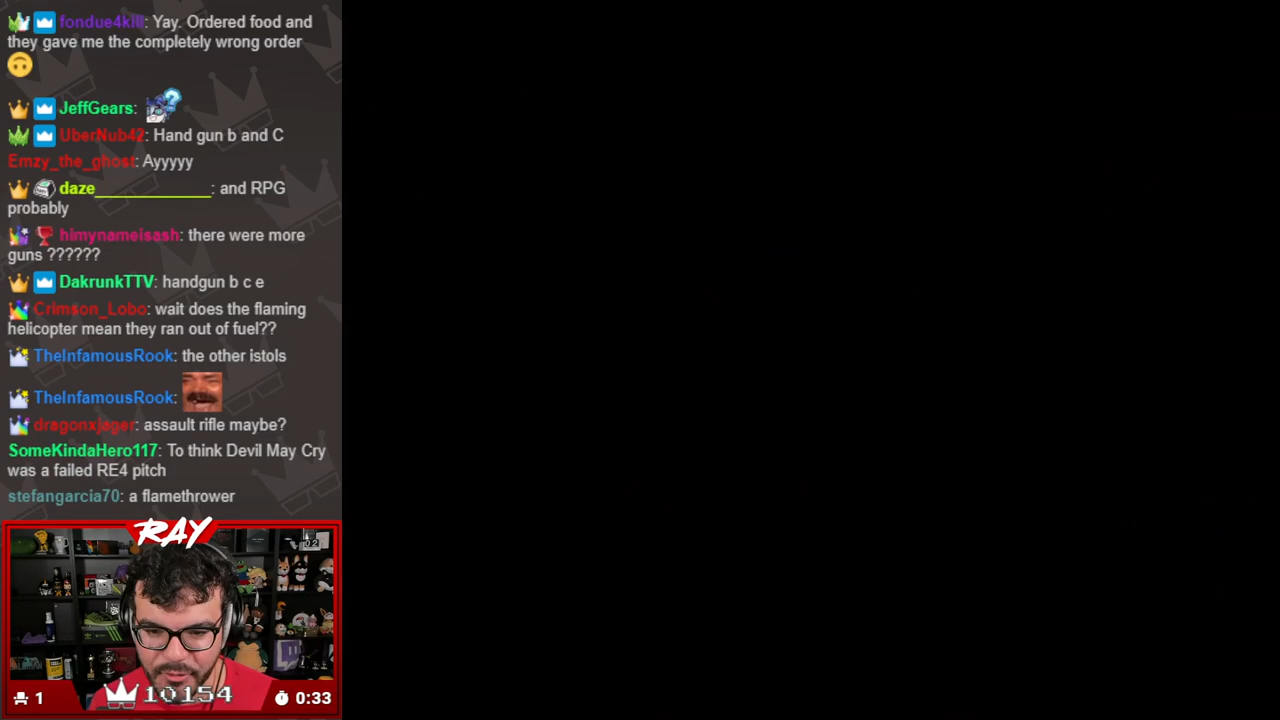 fondue4kill: Yay. Ordered food and
they gave me the completely wrong order
JeffGears:
UberNub42: Hand gun b and C
Emzy_the_ghost: Ayyyyy
daze_____________: and RPG
probably
himynameisash: there were more
guns ??????
DakrunkTTV: handgun b c e
Crimson_Lobo: wait does the flaming
helicopter mean they ran out of fuel??
TheInfamousRook: the other istols
TheInfamousRook:
dragonxjager: assault rifle maybe?
SomeKindaHero117: To think Devil May Cry
was a failed RE4 pitch
stefangarcia70: a flamethrower
RAY
1
10154
0:33